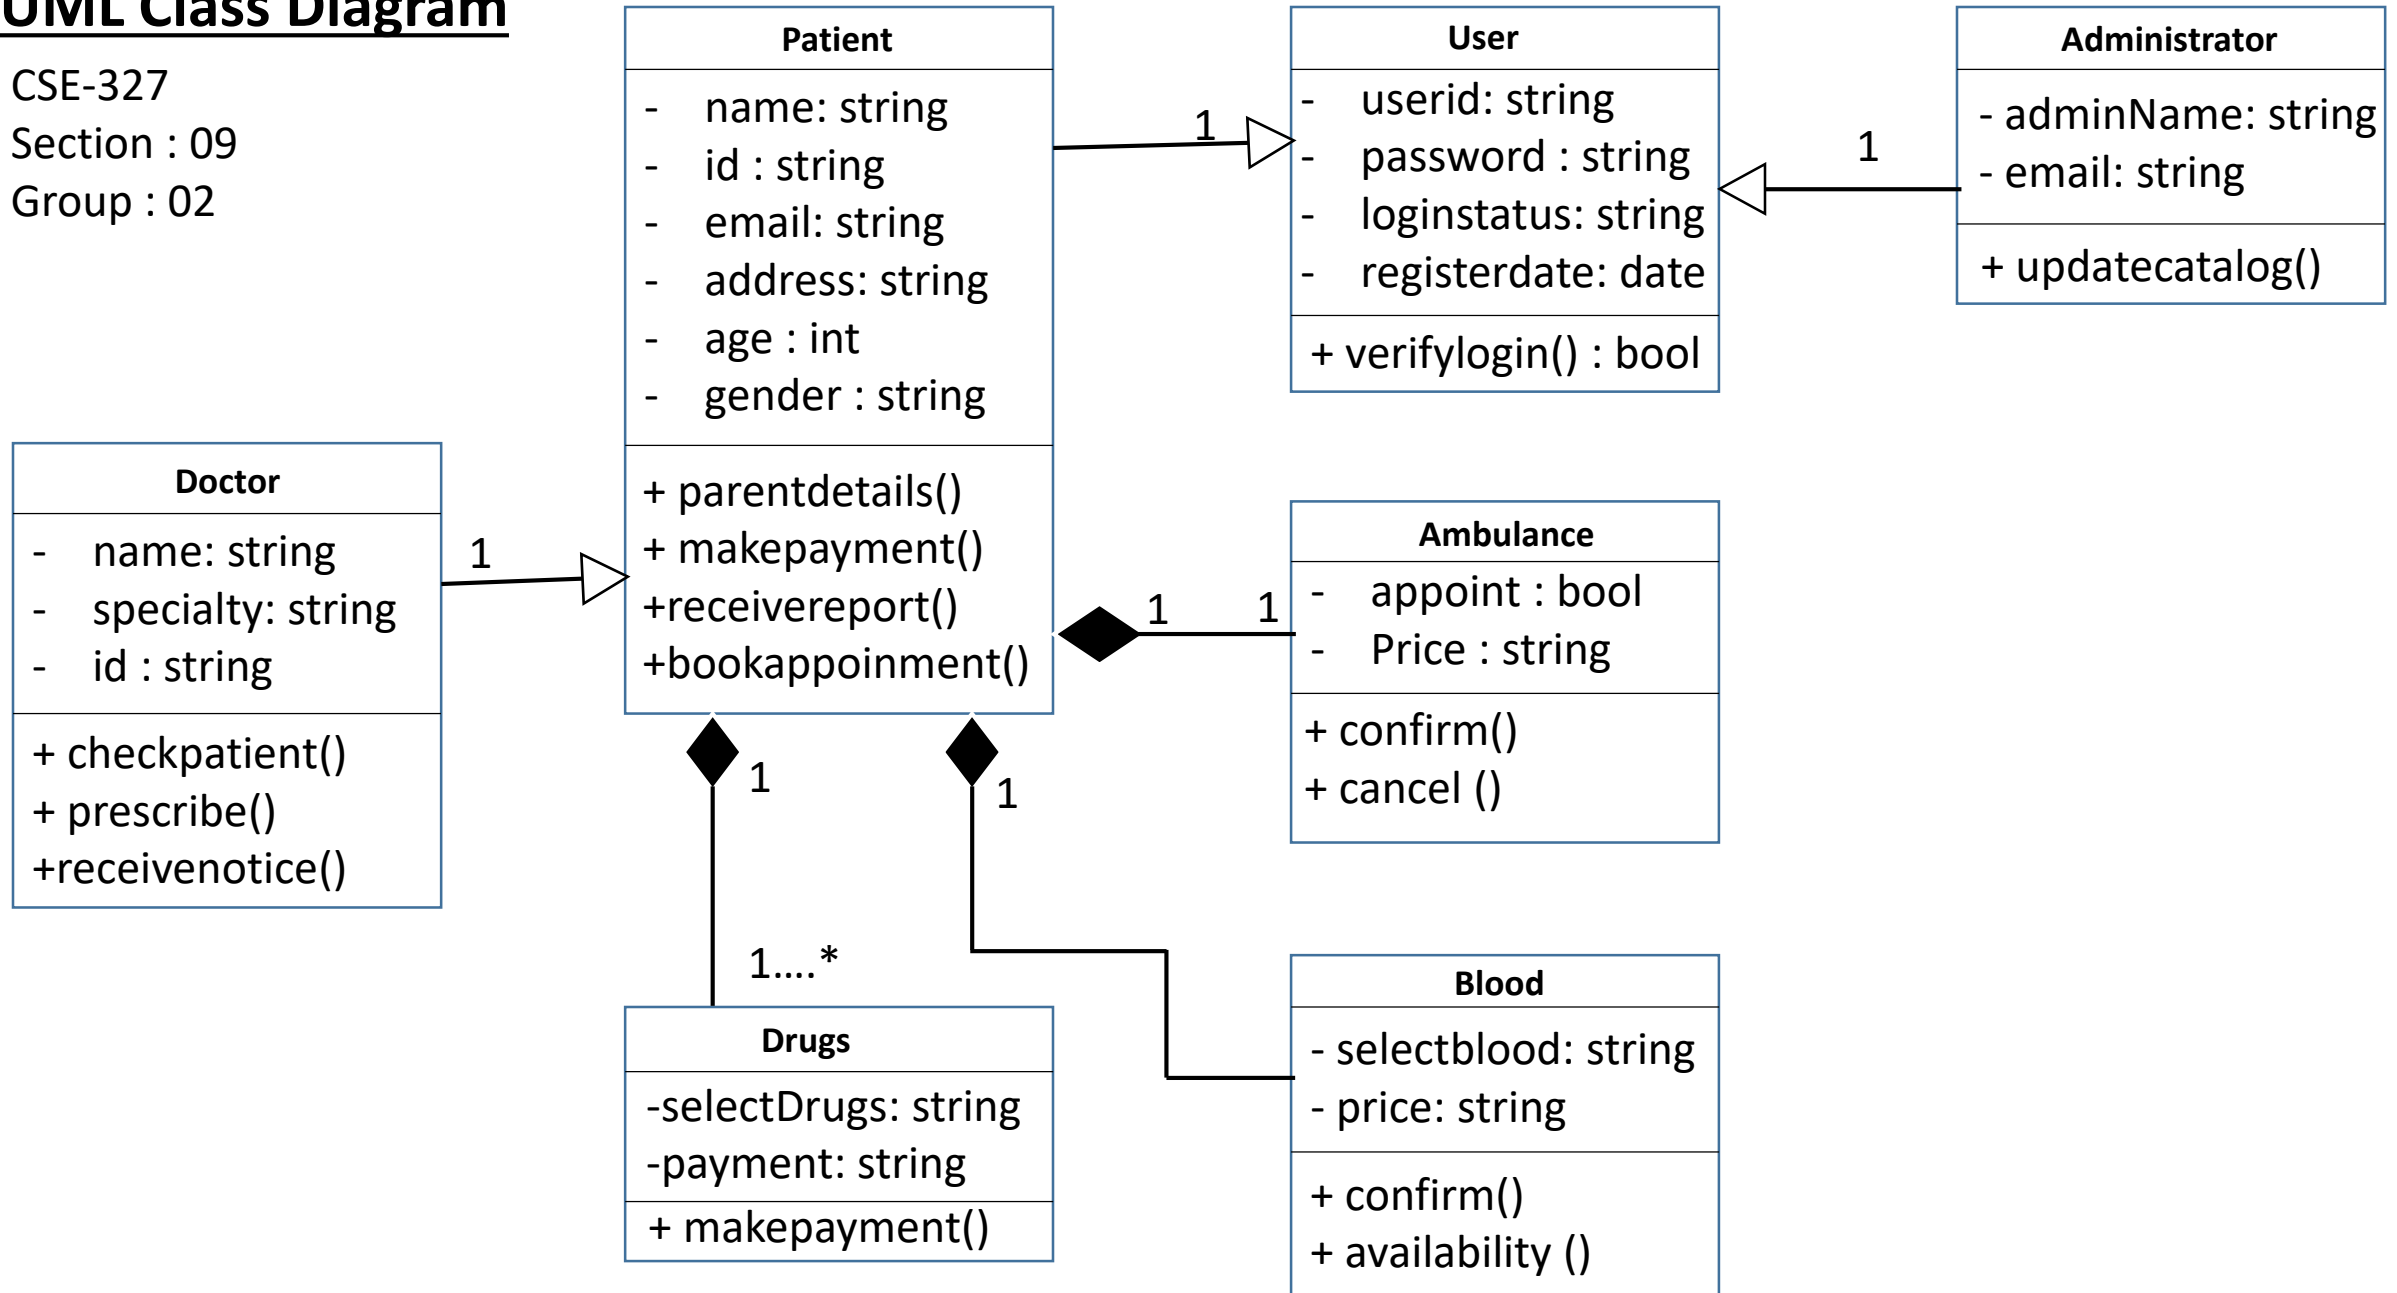 UML Class Diagram
CSE-327
Section : 09
Group : 02
Patient
- name: string
- id : string
- email: string
- address: string
- age : int
- gender : string
+ parentdetails()
+ makepayment()
+receivereport()
+bookappoinment()
1
User
- userid: string
- password : string
- loginstatus: string
- registerdate: date
+ verifylogin() : bool
1
Administrator
- adminName: string
- email: string
+ updatecatalog()
Doctor
- name: string
- specialty: string
- id : string
+ checkpatient()
+ prescribe()
+receivenotice()
1
1 1
Ambulance
- appoint : bool
- Price : string
+ confirm()
+ cancel ()
1
1
1....*
Drugs
-selectDrugs: string
-payment: string
+ makepayment()
Blood
- selectblood: string
- price: string
+ confirm()
+ availability ()